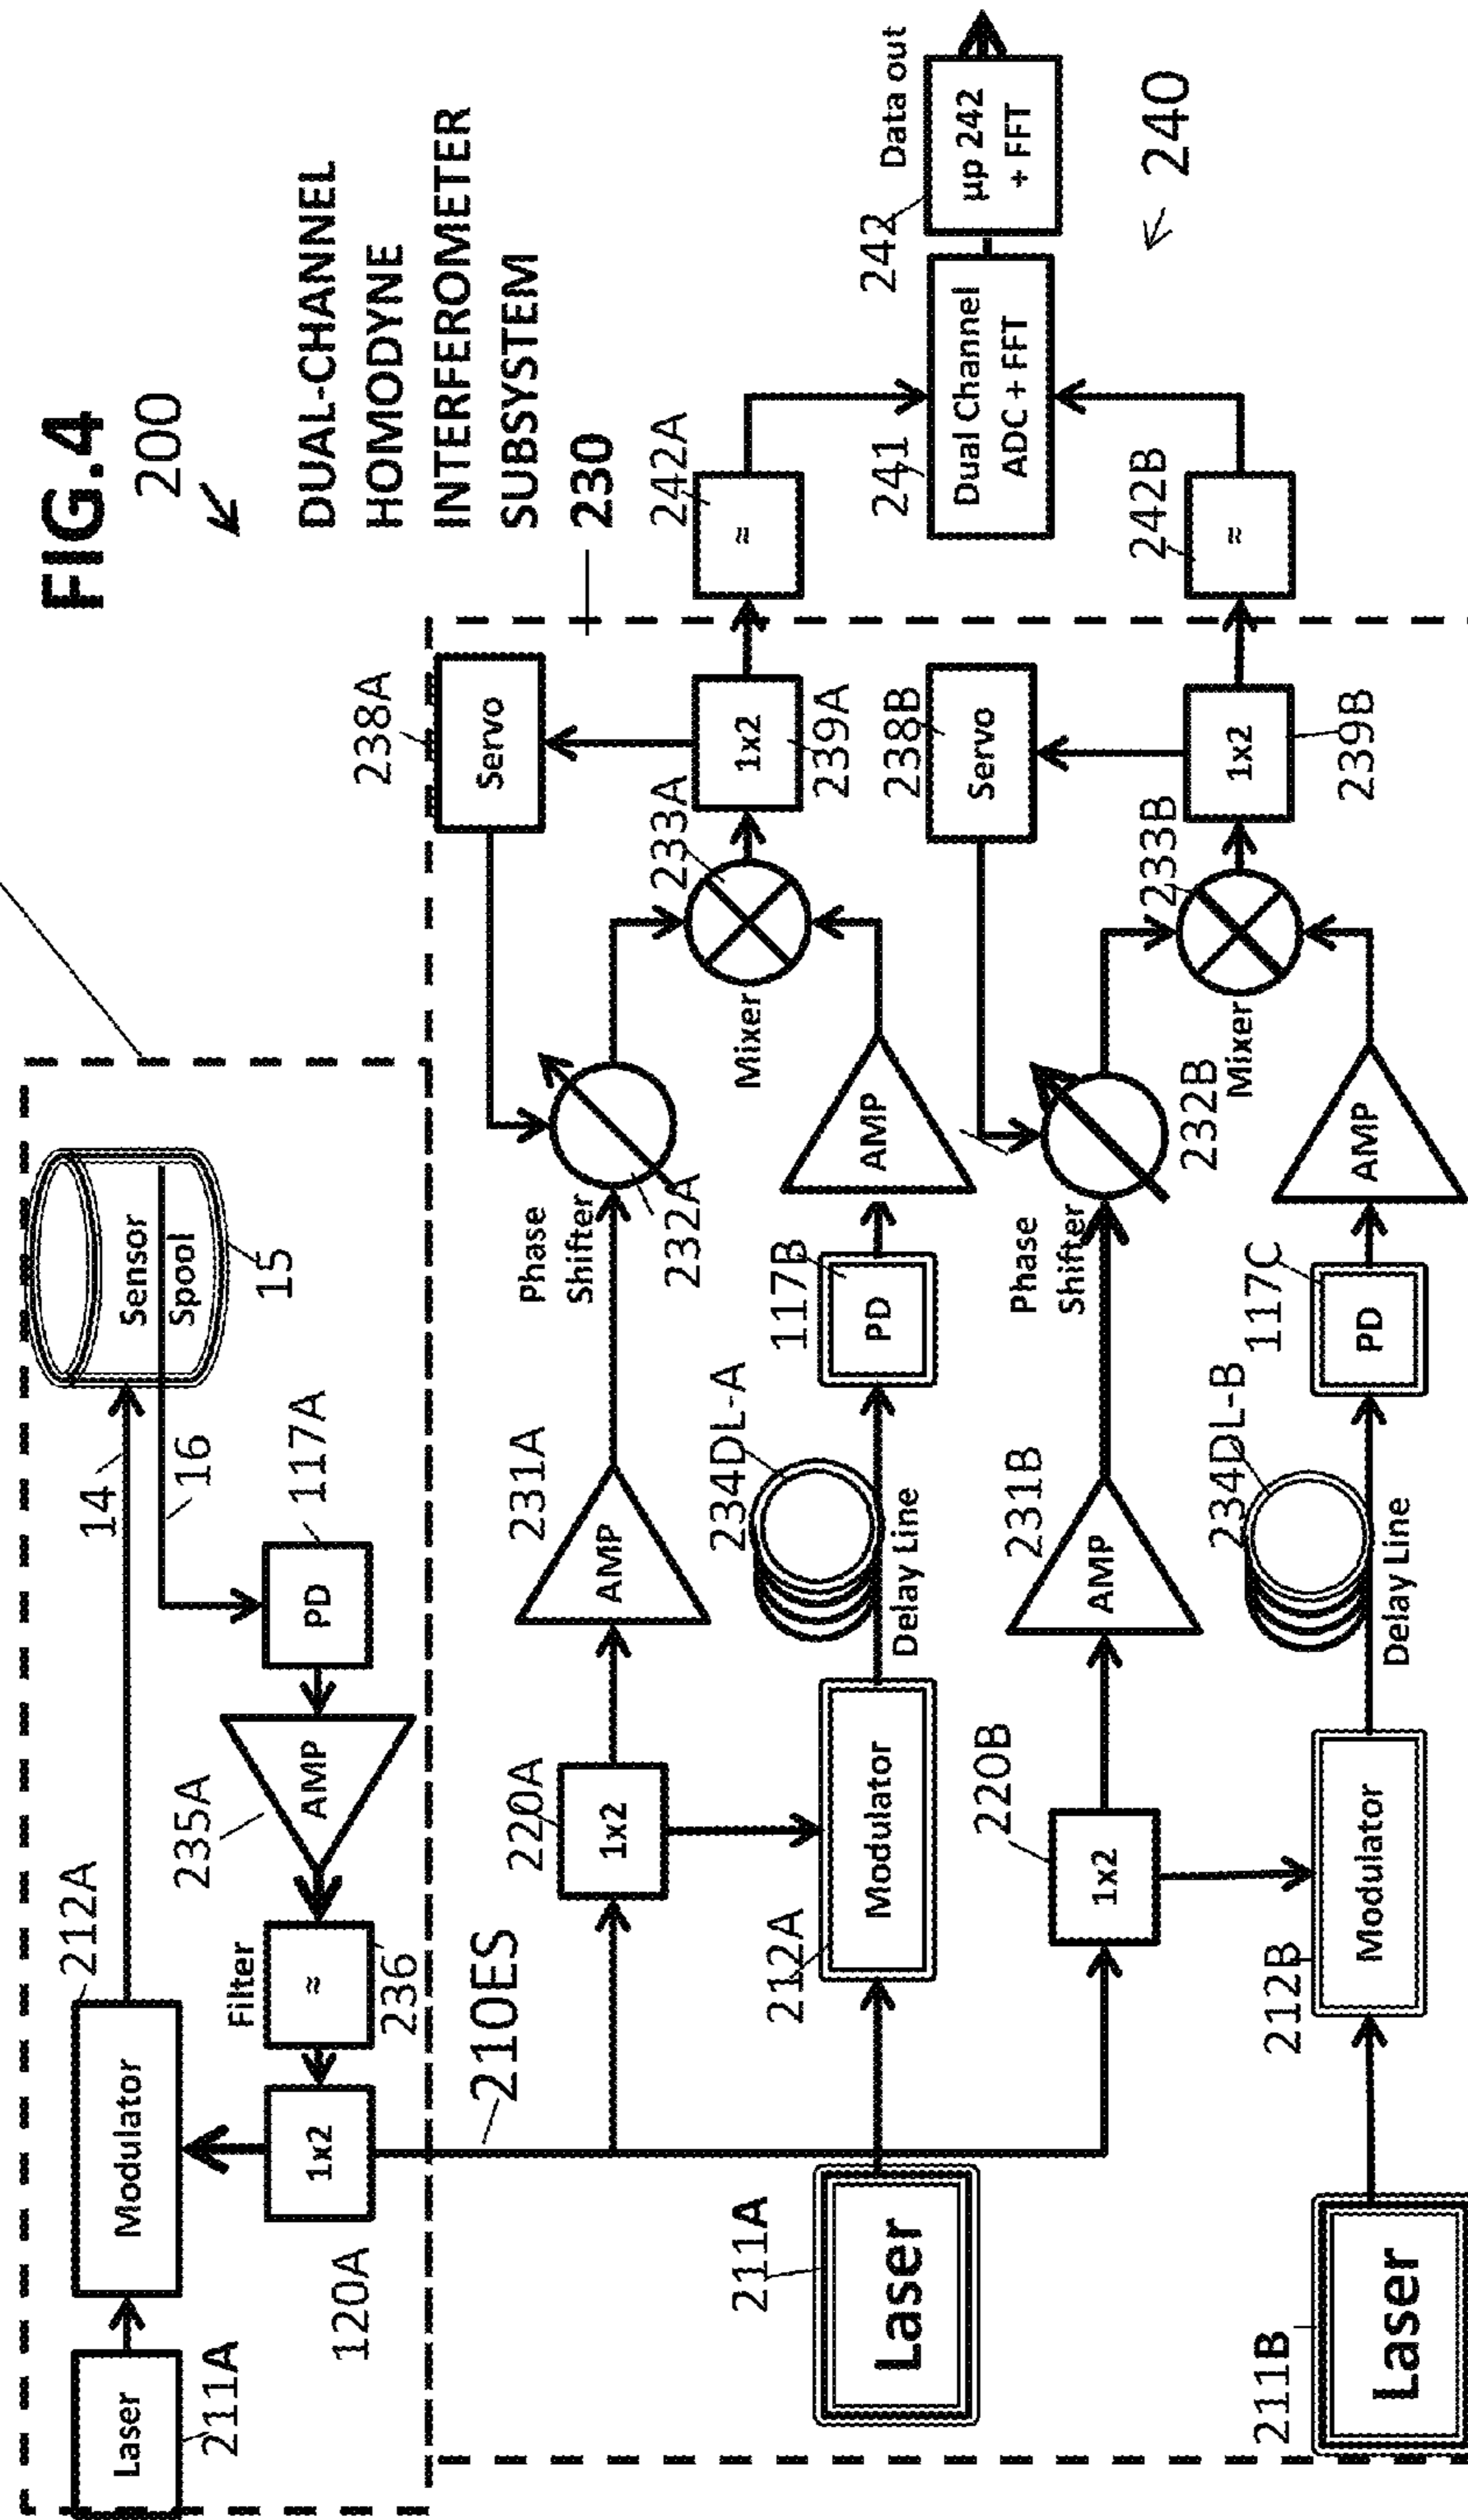 FIG.4
200
DUAL-CHANNEL
HOMODYNE
INTERFEROMETER
SUBSYSTEM
230
Laser
211A
Modulator
212A
14
Sensor
Spool
15
16
PD
117A
AMP
235A
Filter
≈
236
1x2
120A
210ES
220A
1x2
231A
AMP
Phase
Shifter
232A
238A
Servo
Mixer
233A
1x2
239A
242A
≈
211A
Laser
212A
Modulator
234DL-A
Delay Line
117B
PD
AMP
220B
1x2
231B
AMP
Phase
Shifter
232B
238B
Servo
Mixer
233B
1x2
239B
242B
≈
211B
Laser
212B
Modulator
234DL-B
Delay Line
117C
PD
AMP
241
Dual Channel
ADC + FFT
242
µp 242
+ FFT
Data out
240